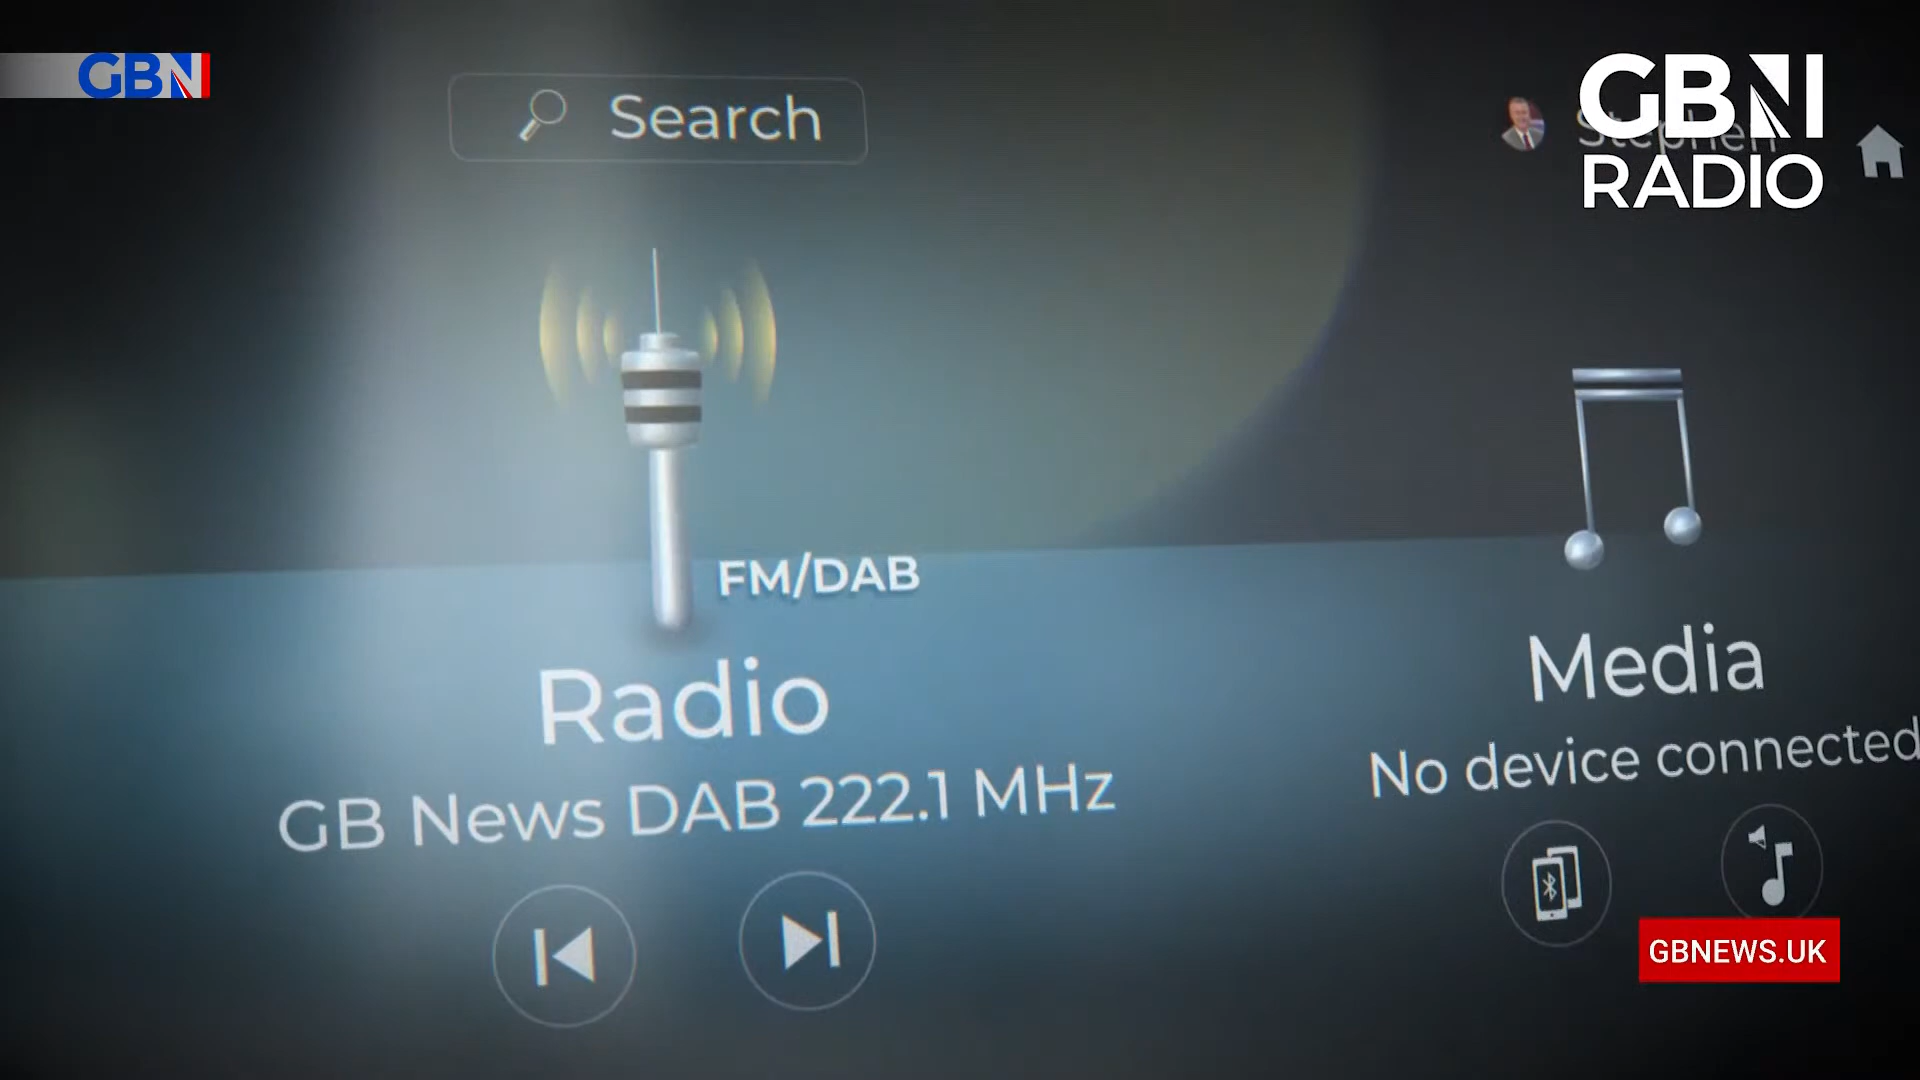 GBN
GBN
RADIO
Search
Stephen
FM/DAB
Radio
Media
GB News DAB 222.1 MHz
No device connected
GBNEWS.UK